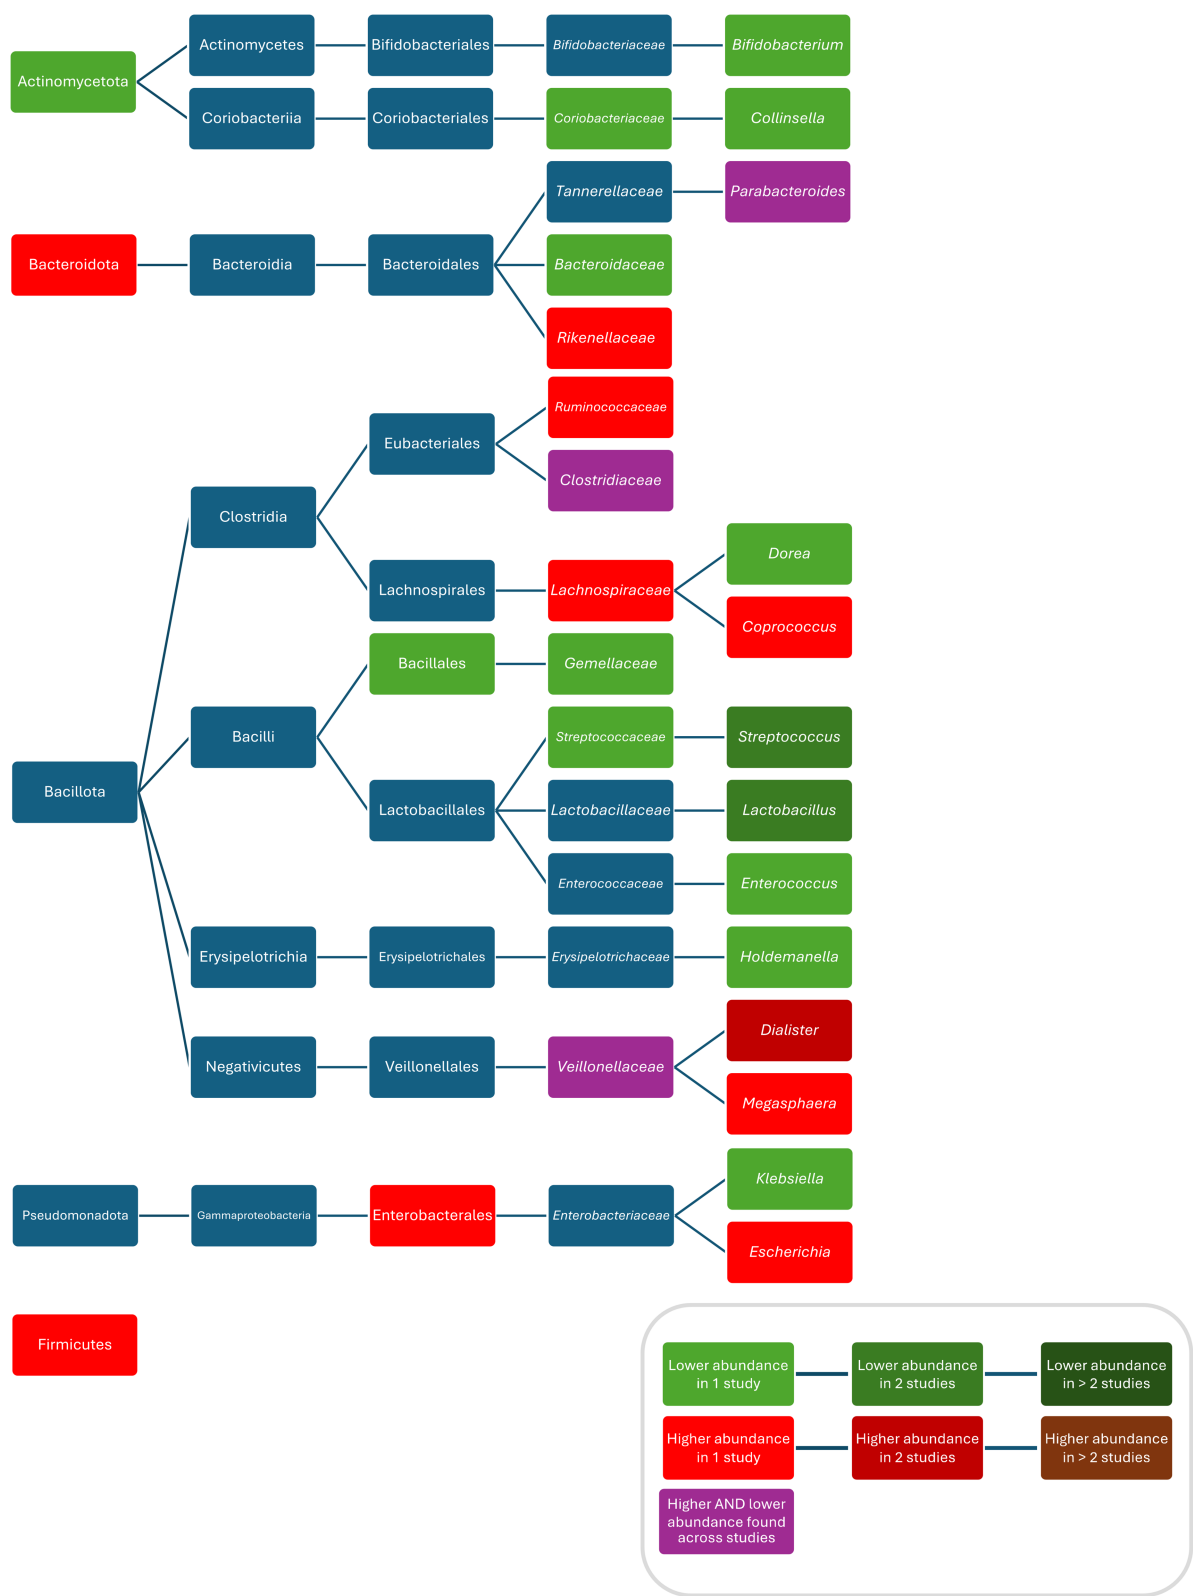 Actinomycetes
Bifidobacteriales
Bifidobacteriaceae
Bifidobacterium
Actinomycetota
Coriobacteriia
Coriobacteriales
Coriobacteriaceae
Collinsella
Tannerellaceae
Parabacteroides
Bacteroidota
Bacteroidia
Bacteroidales
Bacteroidaceae
Rikenellaceae
Ruminococcaceae
Eubacteriales
Clostridiaceae
Clostridia
Dorea
Lachnospirales
Lachnospiraceae
Coprococcus
Bacillales
Gemellaceae
Bacilli
Streptococcaceae
Streptococcus
Bacillota
Lactobacillales
Lactobacillaceae
Lactobacillus
Enterococcaceae
Enterococcus
Erysipelotrichia
Erysipelotrichales
Erysipelotrichaceae
Holdemanella
Dialister
Negativicutes
Veillonellales
Veillonellaceae
Megasphaera
Klebsiella
Pseudomonadota
Gammaproteobacteria
Enterobacterales
Enterobacteriaceae
Escherichia
Firmicutes
Lower abundance
in 1 study
Lower abundance
in 2 studies
Lower abundance
in > 2 studies
Higher abundance
in 1 study
Higher abundance
in 2 studies
Higher abundance
in > 2 studies
Higher AND lower
abundance found
across studies